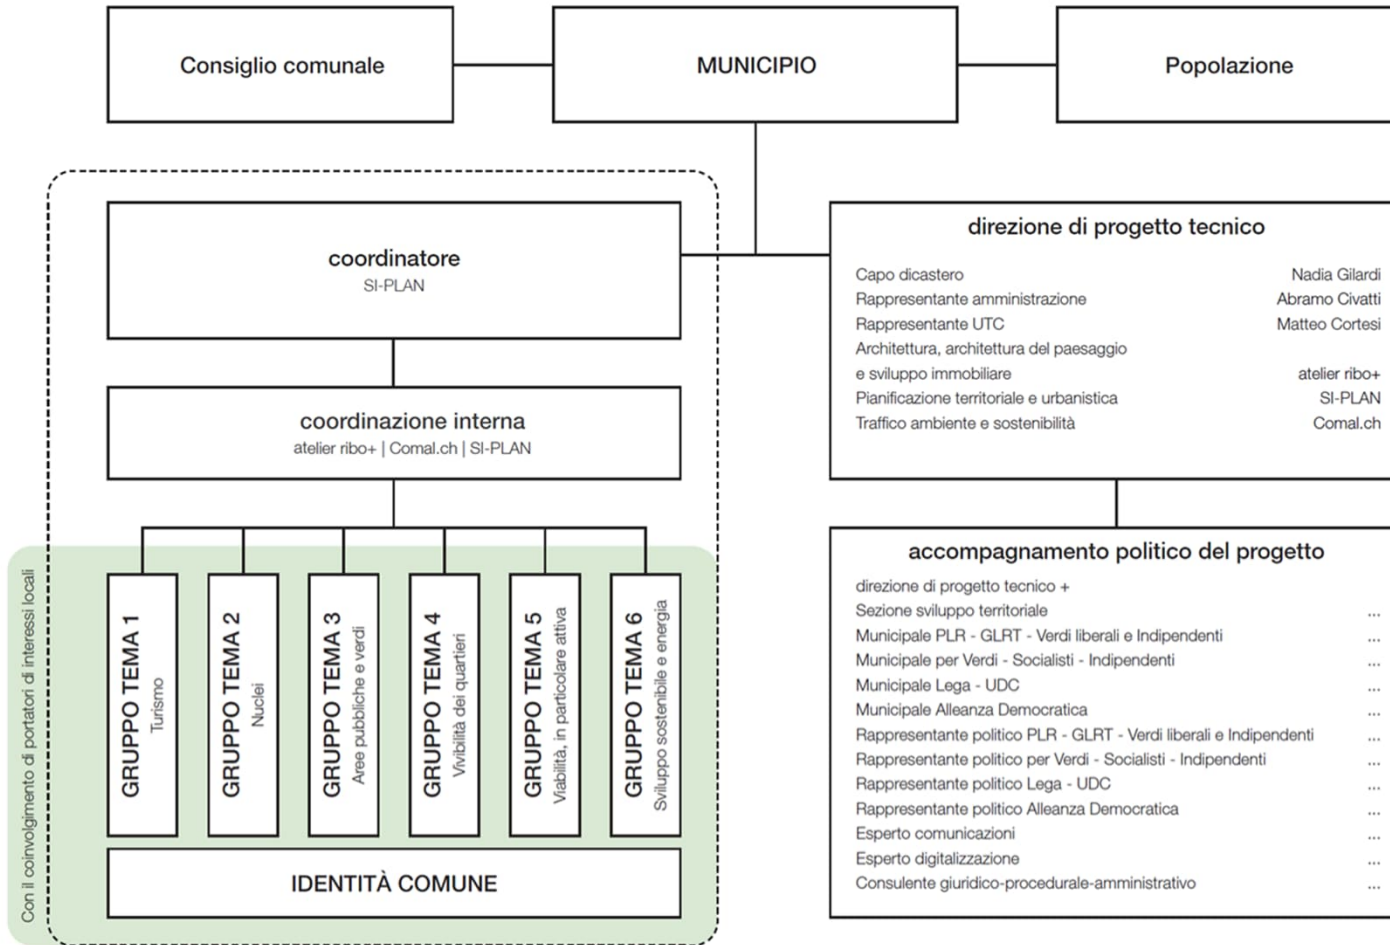 Consiglio comunale
MUNICIPIO
Popolazione
coordinatore
SI-PLAN
coordinazione interna
atelier ribo+ | Comal.ch | SI-PLAN
direzione di progetto tecnico
Capo dicastero Nadia Gilardi
Rappresentante amministrazione Abramo Civatti
Rappresentante UTC Matteo Cortesi
Architettura, architettura del paesaggio
e sviluppo immobiliare atelier ribo+
Pianificazione territoriale e urbanistica SI-PLAN
Traffico ambiente e sostenibilità Comal.ch
Con il coinvolgimento di portatori di interessi locali
GRUPPO TEMA 1
Turismo
GRUPPO TEMA 2
Nuclei
GRUPPO TEMA 3
Aree pubbliche e verdi
GRUPPO TEMA 4
Vivibilità dei quartieri
GRUPPO TEMA 5
Viabilità, in particolare attiva
GRUPPO TEMA 6
Sviluppo sostenibile e energia
IDENTITÀ COMUNE
accompagnamento politico del progetto
direzione di progetto tecnico +
Sezione sviluppo territoriale ...
Municipale PLR - GLRT - Verdi liberali e Indipendenti ...
Municipale per Verdi - Socialisti - Indipendenti ...
Municipale Lega - UDC ...
Municipale Alleanza Democratica ...
Rappresentante politico PLR - GLRT - Verdi liberali e Indipendenti ...
Rappresentante politico per Verdi - Socialisti - Indipendenti ...
Rappresentante politico Lega - UDC ...
Rappresentante politico Alleanza Democratica ...
Esperto comunicazioni ...
Esperto digitalizzazione ...
Consulente giuridico-procedurale-amministrativo ...